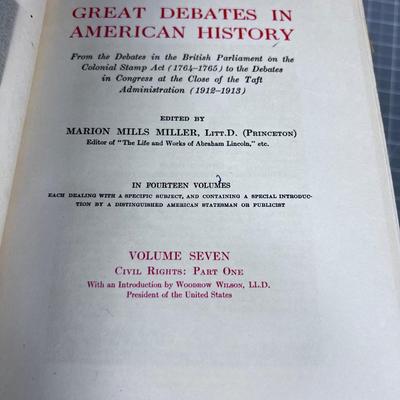 GREAT DEBATES IN
AMERICAN HISTORY
From the Debates in the British Parliament on the
Colonial Stamp Act (1764-1765) to the Debates
in Congress at the Close of the Taft
Administration (1912-1913)
EDITED BY
MARION MILLS MILLER, LITT.D. (PRINCETON)
Editor of "The Life and Works of Abraham Lincoln," etc.
IN FOURTEEN VOLUMES
EACH DEALING WITH A SPECIFIC SUBJECT, AND CONTAINING A SPECIAL INTRODUC-
TION BY A DISTINGUISHED AMERICAN STATESMAN OR PUBLICIST
VOLUME SEVEN
CIVIL RIGHTS: PART ONE
With an Introduction by WOODROW WILSON, LL.D.
President of the United States